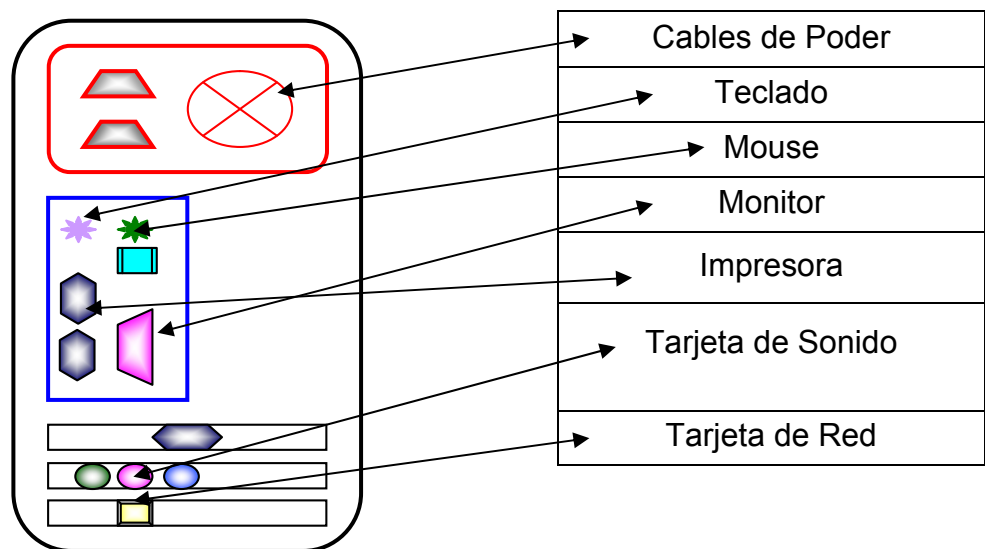 Cables de Poder
Teclado
Mouse
Monitor
Impresora
Tarjeta de Sonido
Tarjeta de Red